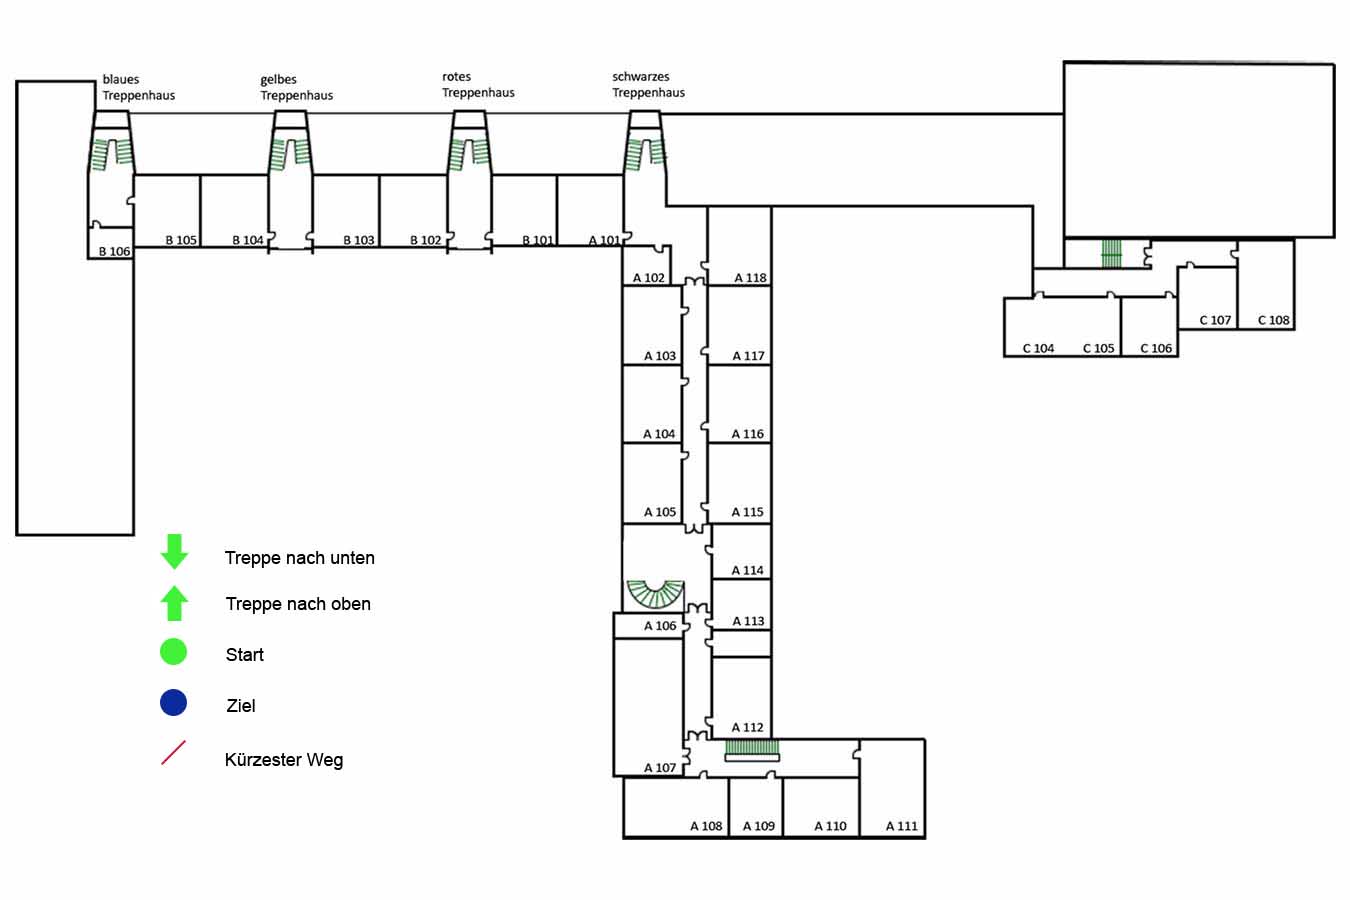 blaues
Treppenhaus
gelbes
Treppenhaus
rotes
Treppenhaus
schwarzes
Treppenhaus
B 106
B 105
B 104
B 103
B 102
B 101
A 101
A 102
A 118
A 103
A 117
A 104
A 116
A 105
A 115
A 114
A 113
A 106
A 112
A 107
A 108
A 109
A 110
A 111
C 104
C 105
C 106
C 107
C 108
Treppe nach unten
Treppe nach oben
Start
Ziel
Kürzester Weg